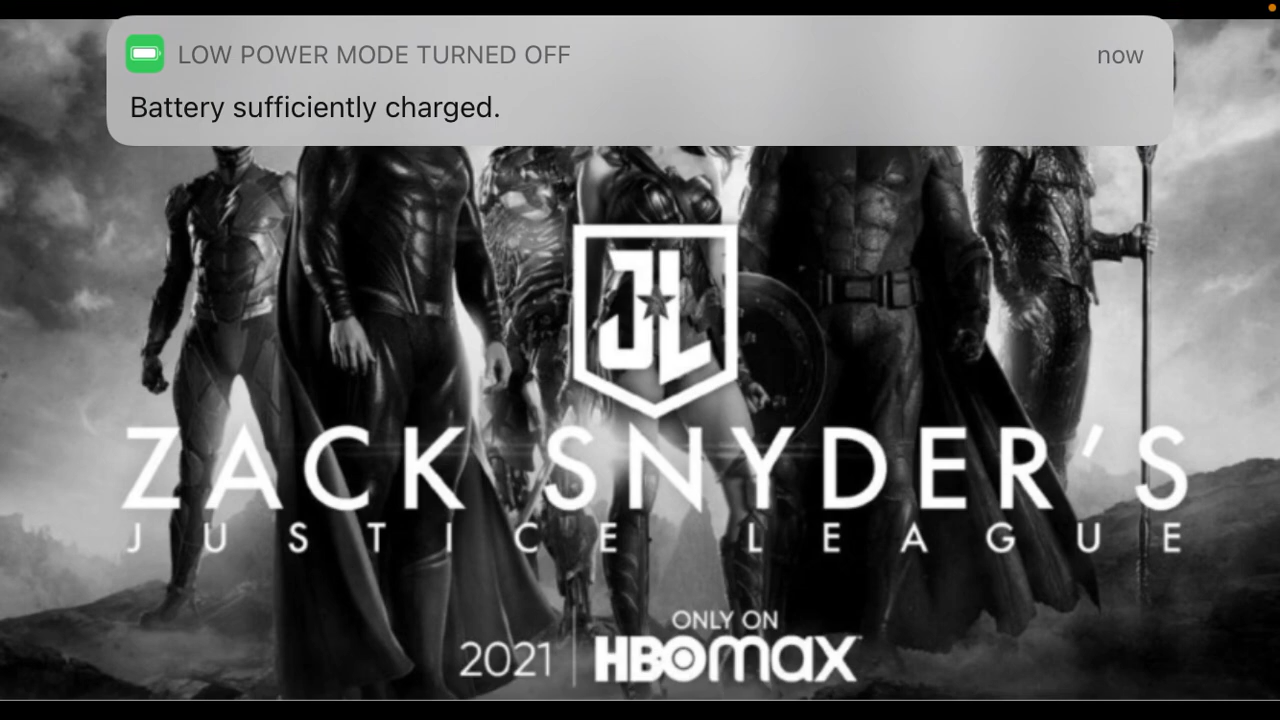 LOW POWER MODE TURNED OFF
now
Battery sufficiently charged.
JL
ZACK SNYDER'S
JUSTICE LEAGUE
2021
ONLY ON
HBOmax